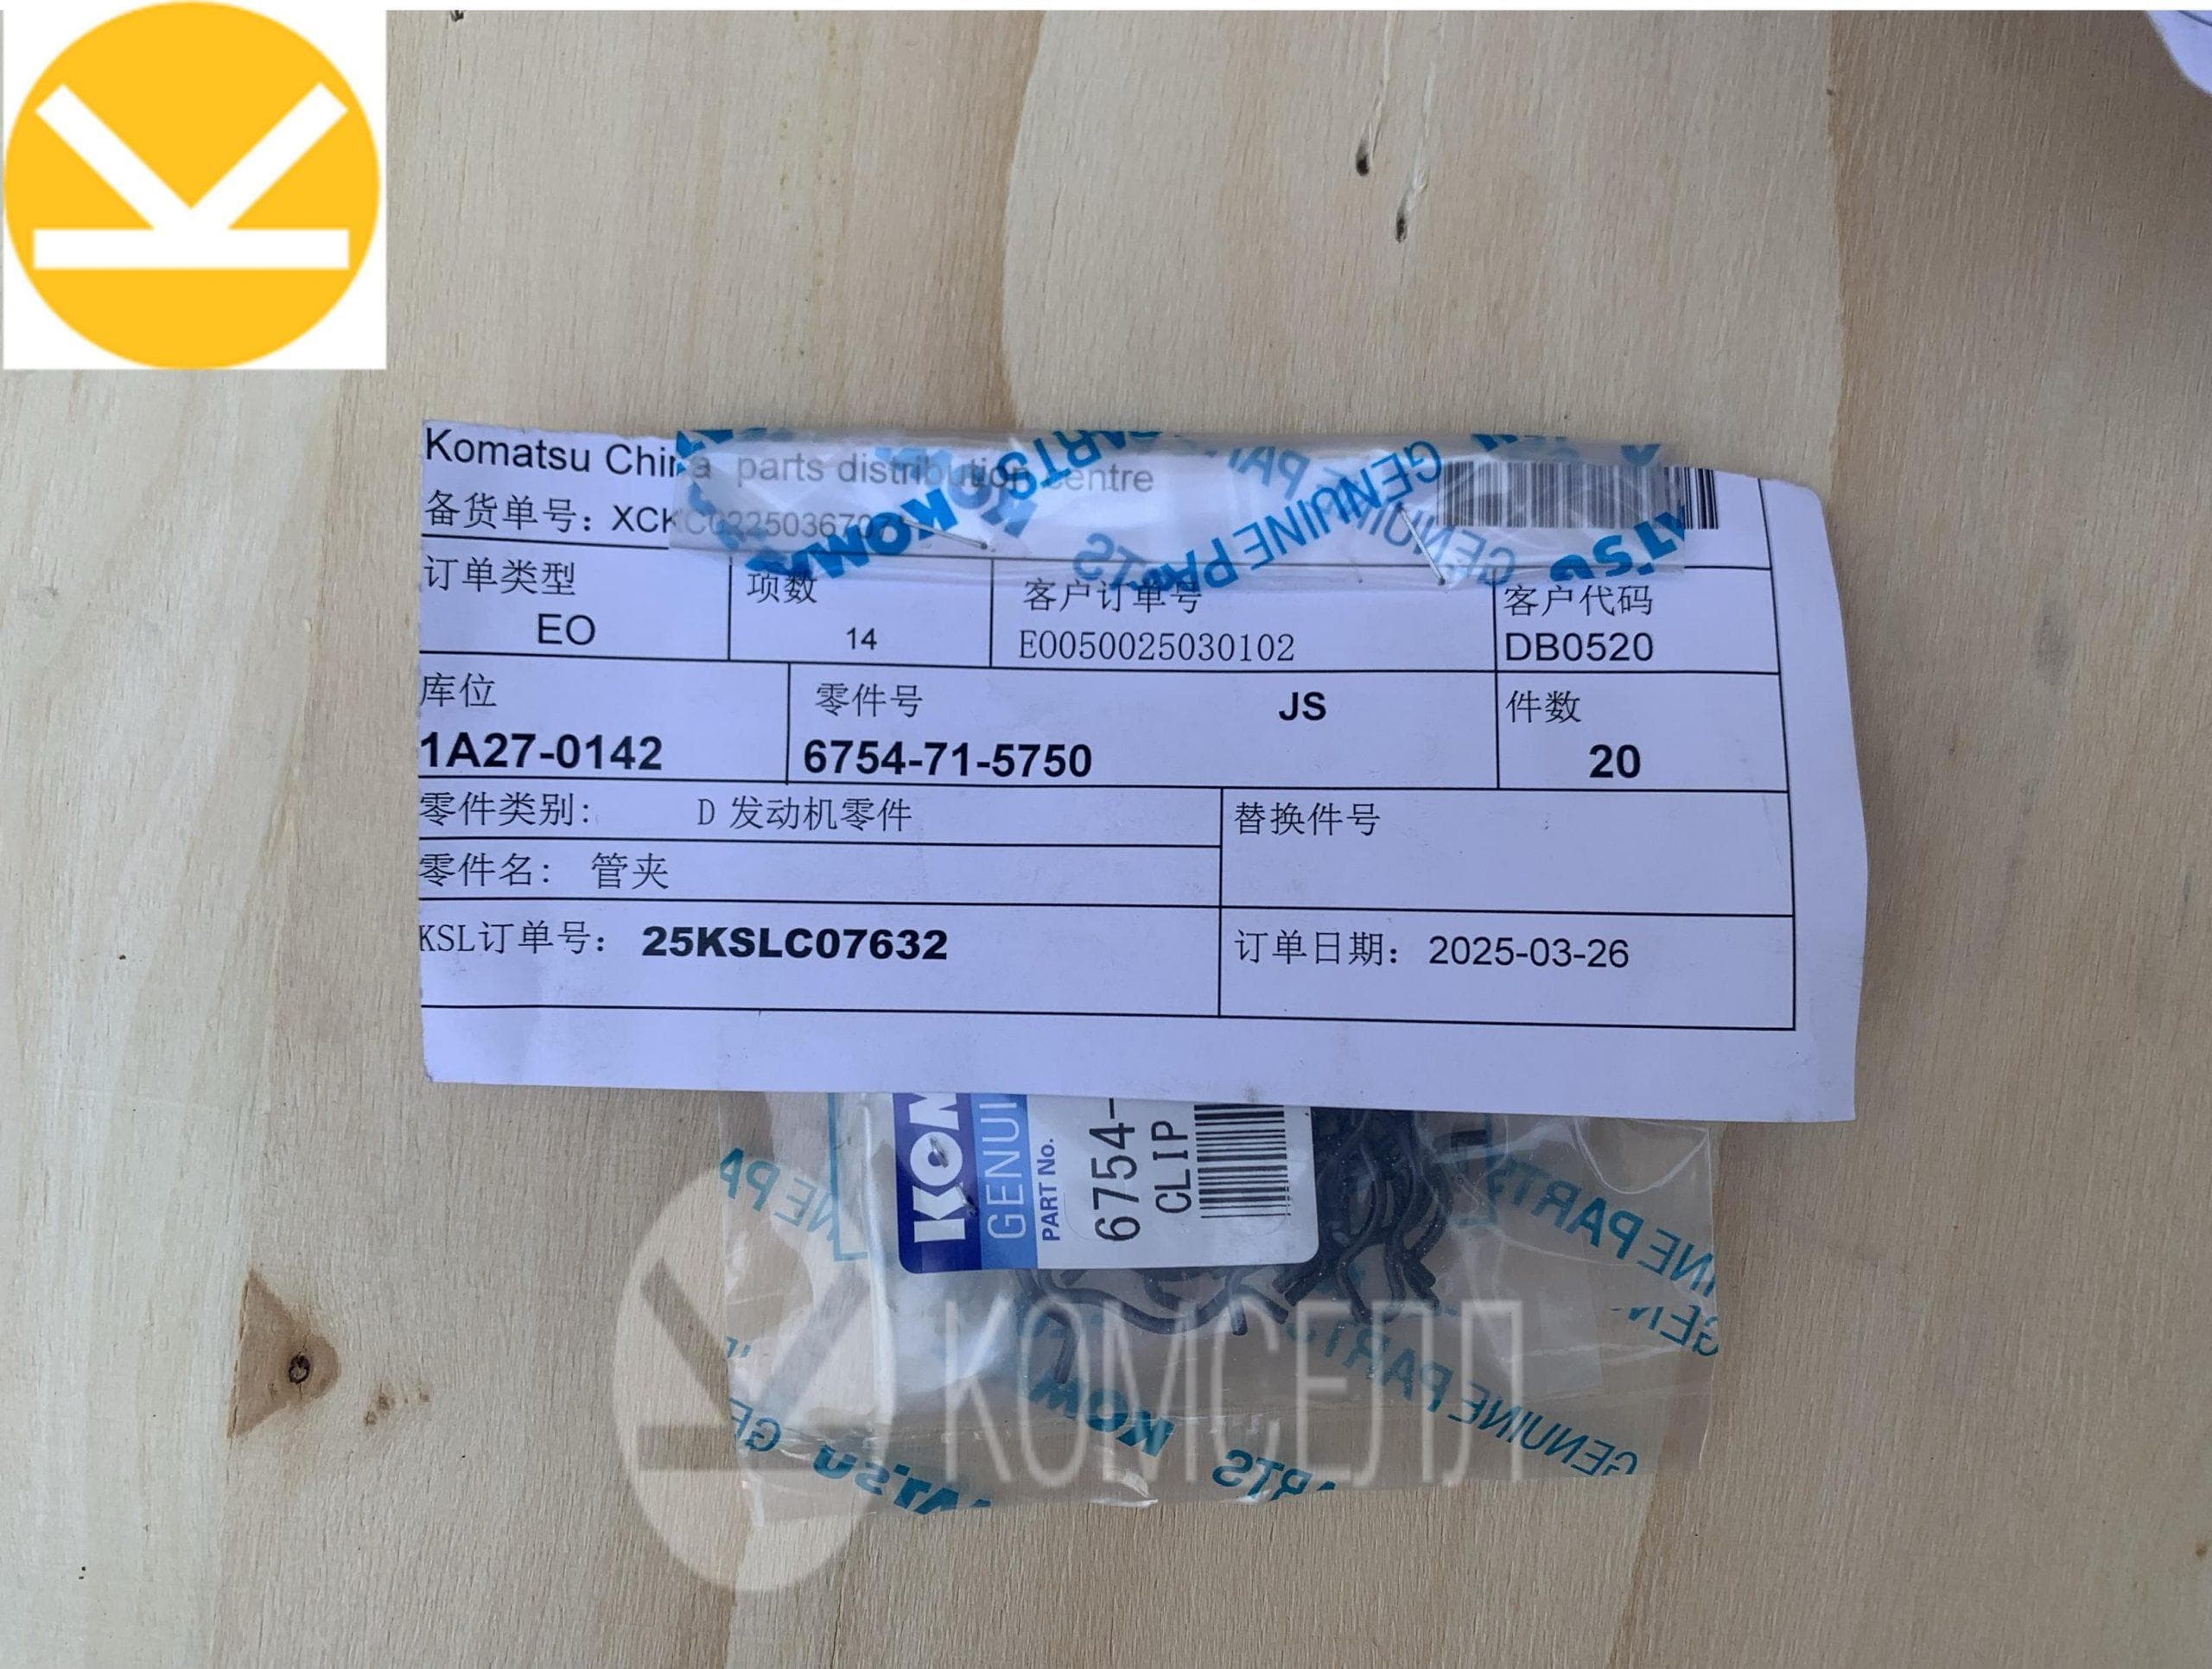 Komatsu China parts distribution centre
备货单号：
订单类型 项数 客户订单号 客户代码
EO 14 EO050025030102 DB0520
库位 零件号 JS 件数
1A27-0142 6754-71-5750 20
零件类别: D 发动机零件 替换件号
零件名: 管夹
KSL订单号： 25KSLC07632 订单日期： 2025-03-26
KOM
GENUI
PART No.
6754-
CLIP
GENUINE PARTS
KOMСЕЛЛ